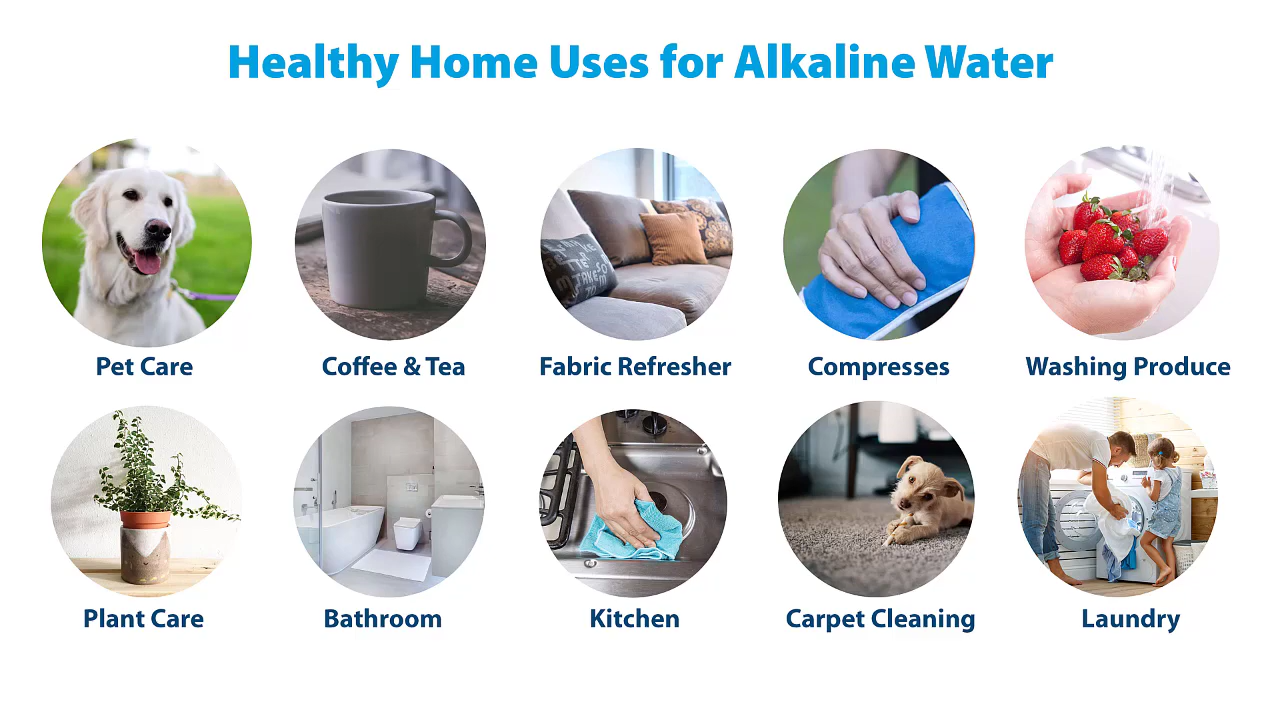 Healthy Home Uses for Alkaline Water
Pet Care
Coffee & Tea
Fabric Refresher
Compresses
Washing Produce
Plant Care
Bathroom
Kitchen
Carpet Cleaning
Laundry